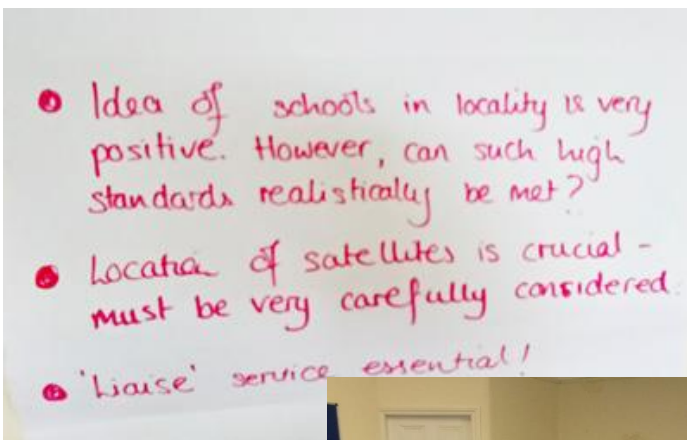 • Idea of schools in locality is very
positive. However, can such high
standards realistically be met?
• Location of satellites is crucial -
must be very carefully considered.
• 'Liaise' service essential!